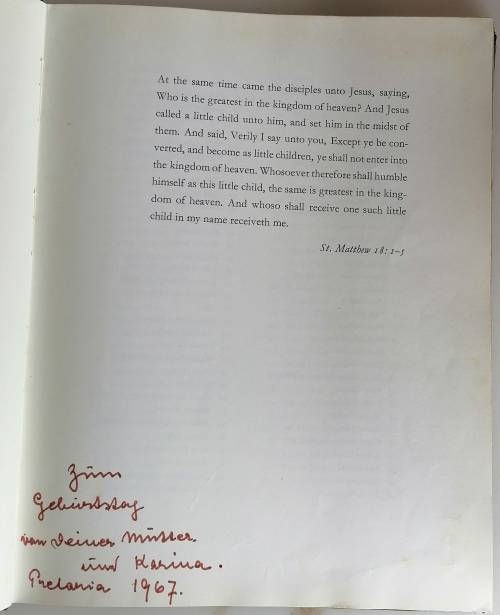 At the same time came the disciples unto Jesus, saying,
Who is the greatest in the kingdom of heaven? And Jesus
called a little child unto him, and set him in the midst of
them. And said, Verily I say unto you, Except ye be con-
verted, and become as little children, ye shall not enter into
the kingdom of heaven. Whosoever therefore shall humble
himself as this little child, the same is greatest in the king-
dom of heaven. And whoso shall receive one such little
child in my name receiveth me.
St. Matthew 18: 1-5
Zum
Geburtstag
von Deiner Mutter.
und Karina.
Pretoria 1967.